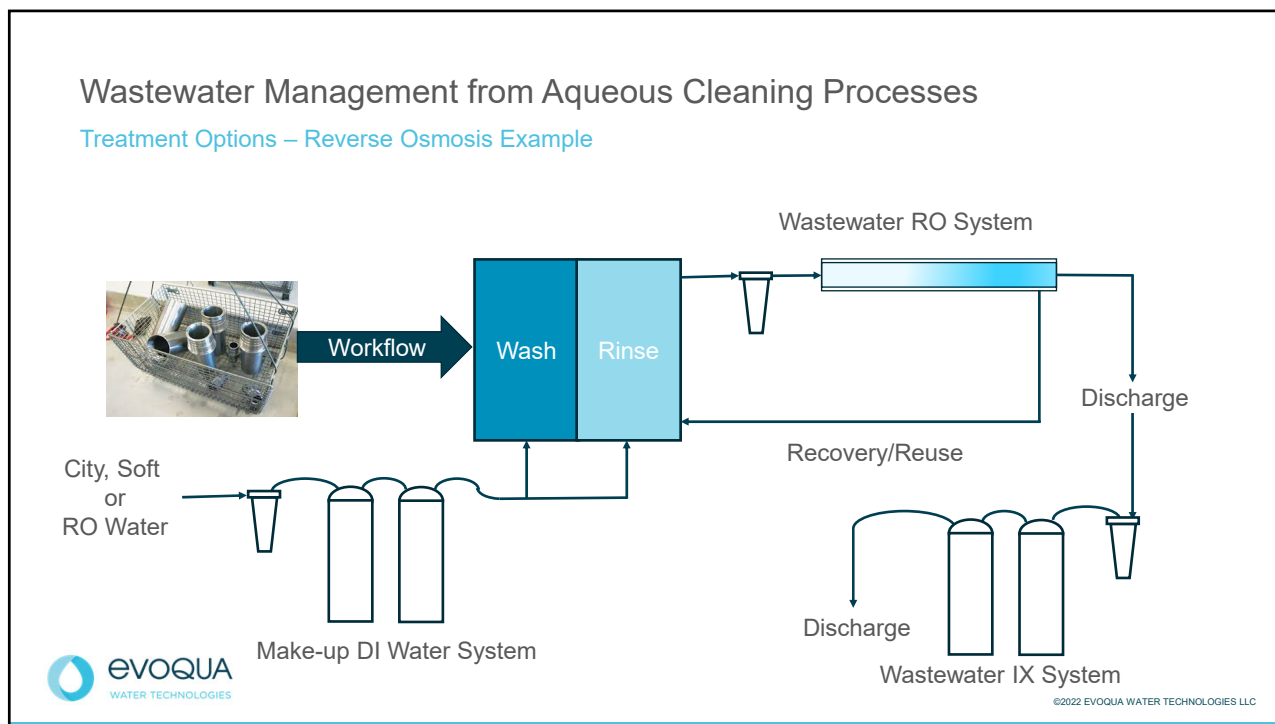 Wastewater Management from Aqueous Cleaning Processes
Treatment Options – Reverse Osmosis Example
Wastewater RO System
Workflow
Wash
Rinse
Discharge
Recovery/Reuse
City, Soft
or
RO Water
Make-up DI Water System
Discharge
Wastewater IX System
evoQUA
WATER TECHNOLOGIES
©2022 EVOQUA WATER TECHNOLOGIES LLC